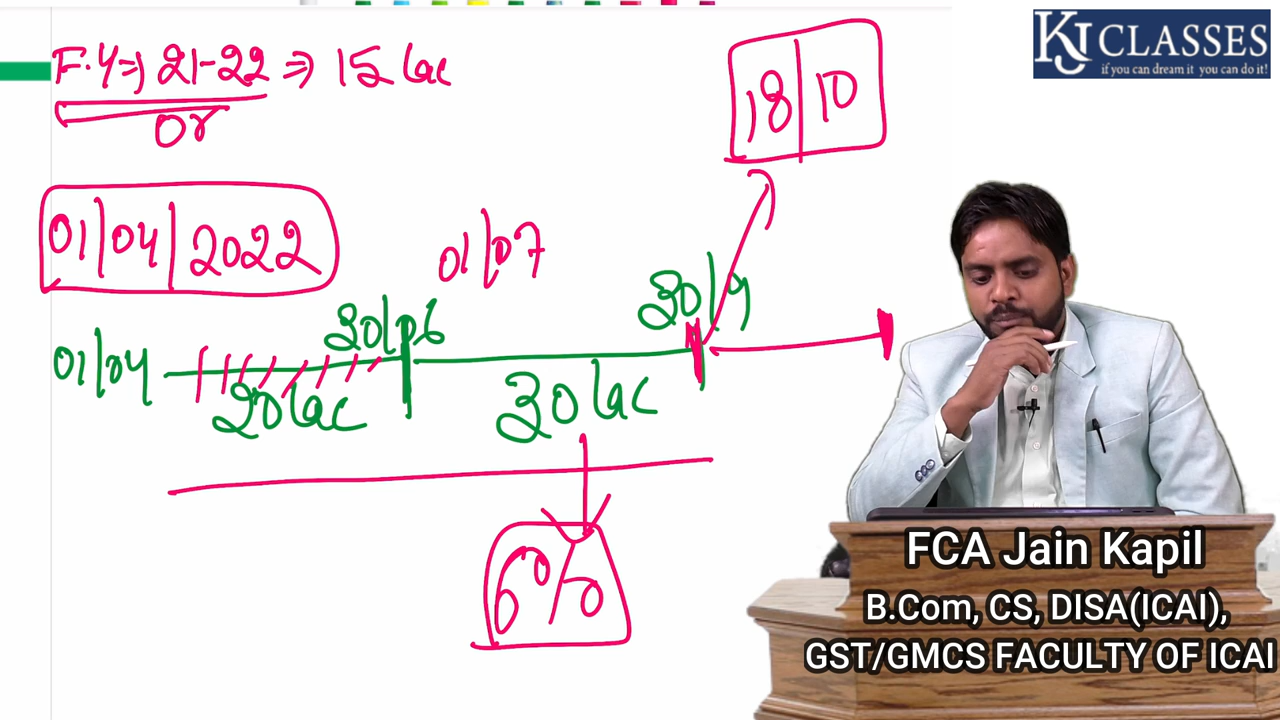 F.Y⇒ 21-22 ⇒ 15 lac
or
01/04/2022
01/07
18 | 10
01/04
30/06
30/9
20 lac
30 lac
6%
KJ CLASSES
if you can dream it you can do it!
FCA Jain Kapil
B.Com, CS, DISA(ICAI),
GST/GMCS FACULTY OF ICAI